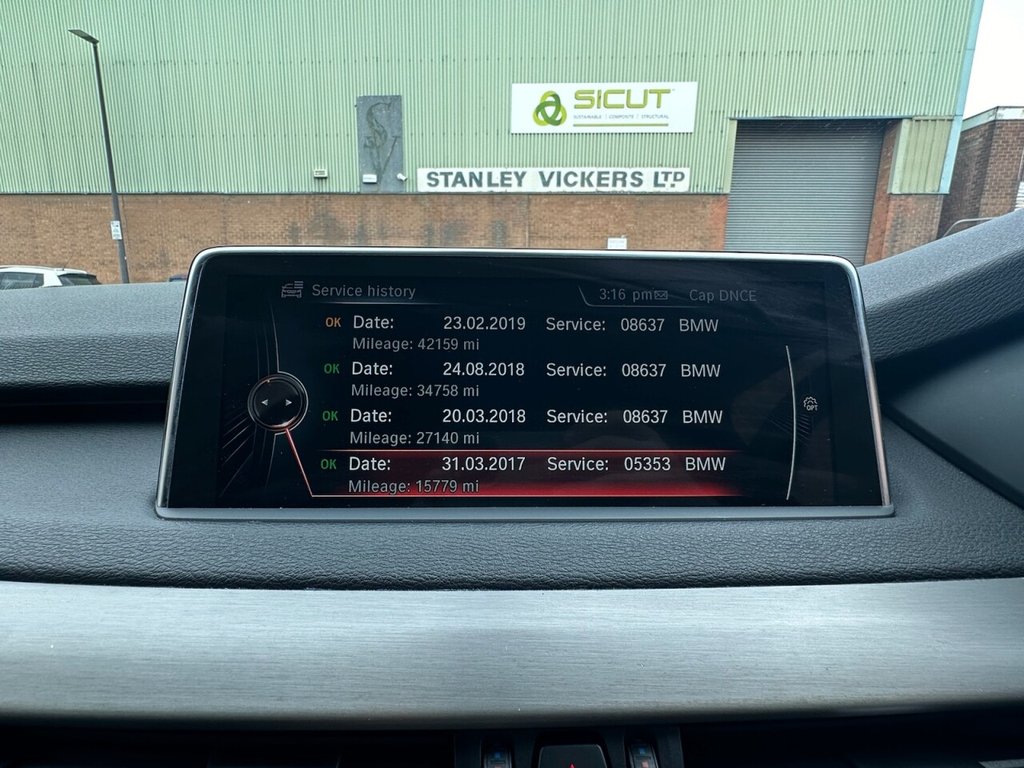 SICUT
SUSTAINABLE | COMPOSITE | STRUCTURAL
SV
STANLEY VICKERS LTD
Service history
3:16 pm Cap DNCE
OK Date: 23.02.2019 Service: 08637 BMW
Mileage: 42159 mi
OK Date: 24.08.2018 Service: 08637 BMW
Mileage: 34758 mi
OK Date: 20.03.2018 Service: 08637 BMW
Mileage: 27140 mi
OK Date: 31.03.2017 Service: 05353 BMW
Mileage: 15779 mi
OPT